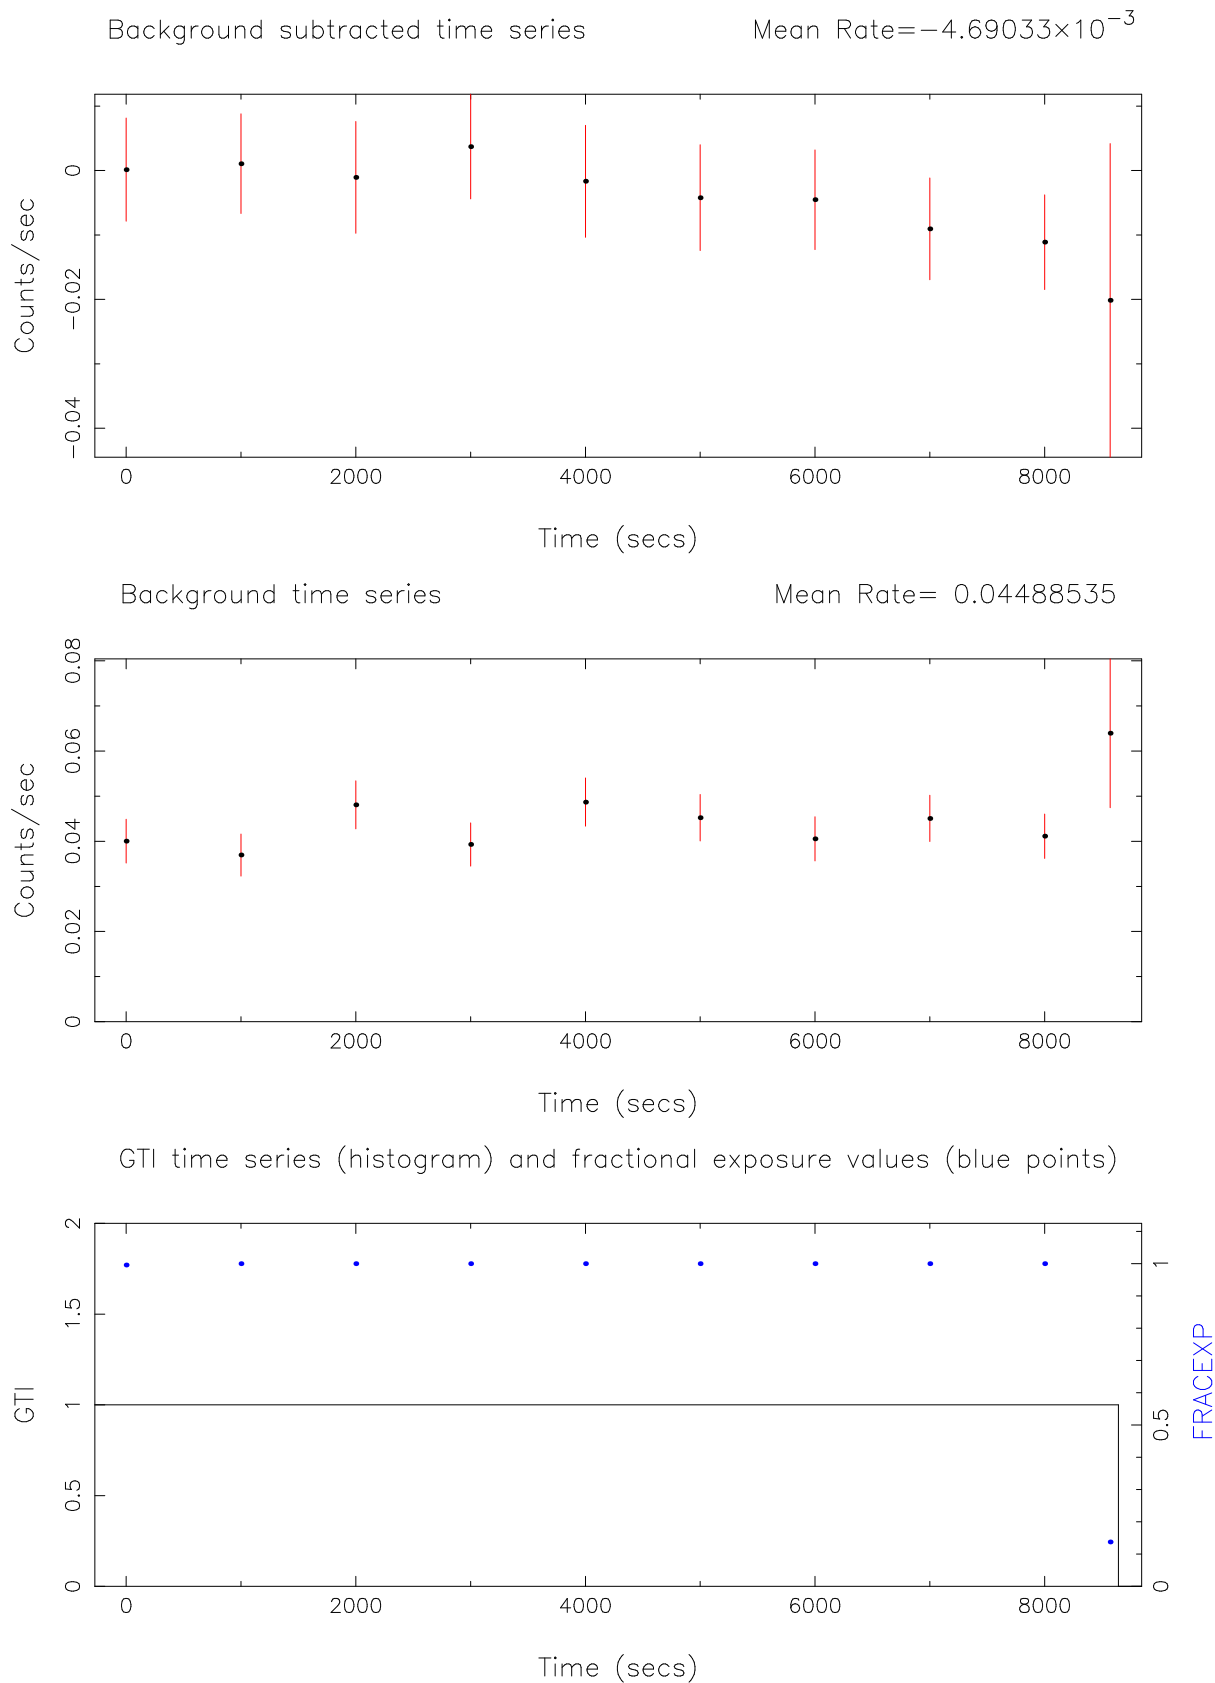 Background subtracted time series Mean Rate=−4.69033×10⁻³
0
−0.02
−0.04
Counts/sec
0 2000 4000 6000 8000
Time (secs)
Background time series Mean Rate= 0.04488535
0.08
0.06
0.04
0.02
0
Counts/sec
0 2000 4000 6000 8000
Time (secs)
GTI time series (histogram) and fractional exposure values (blue points)
2
1.5
1
0.5
0
GTI
1
0.5
0
FRACEXP
0 2000 4000 6000 8000
Time (secs)